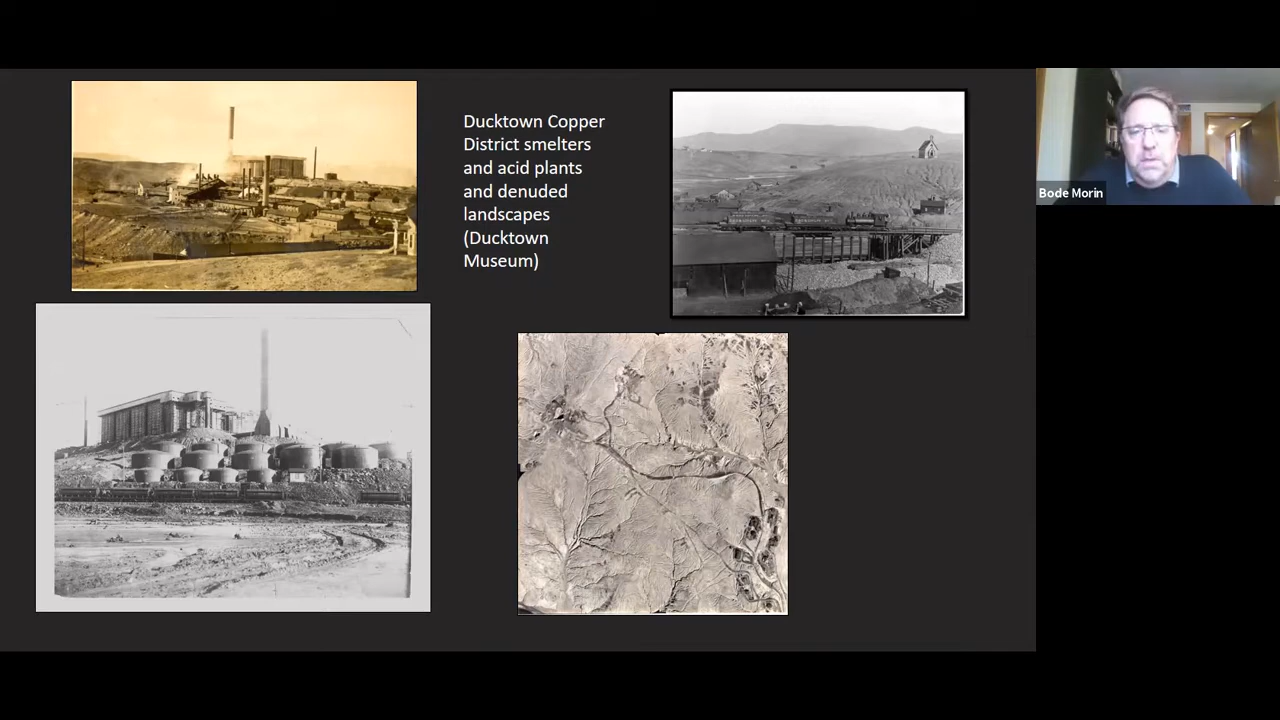 Ducktown Copper
District smelters
and acid plants
and denuded
landscapes
(Ducktown
Museum)
Bode Morin